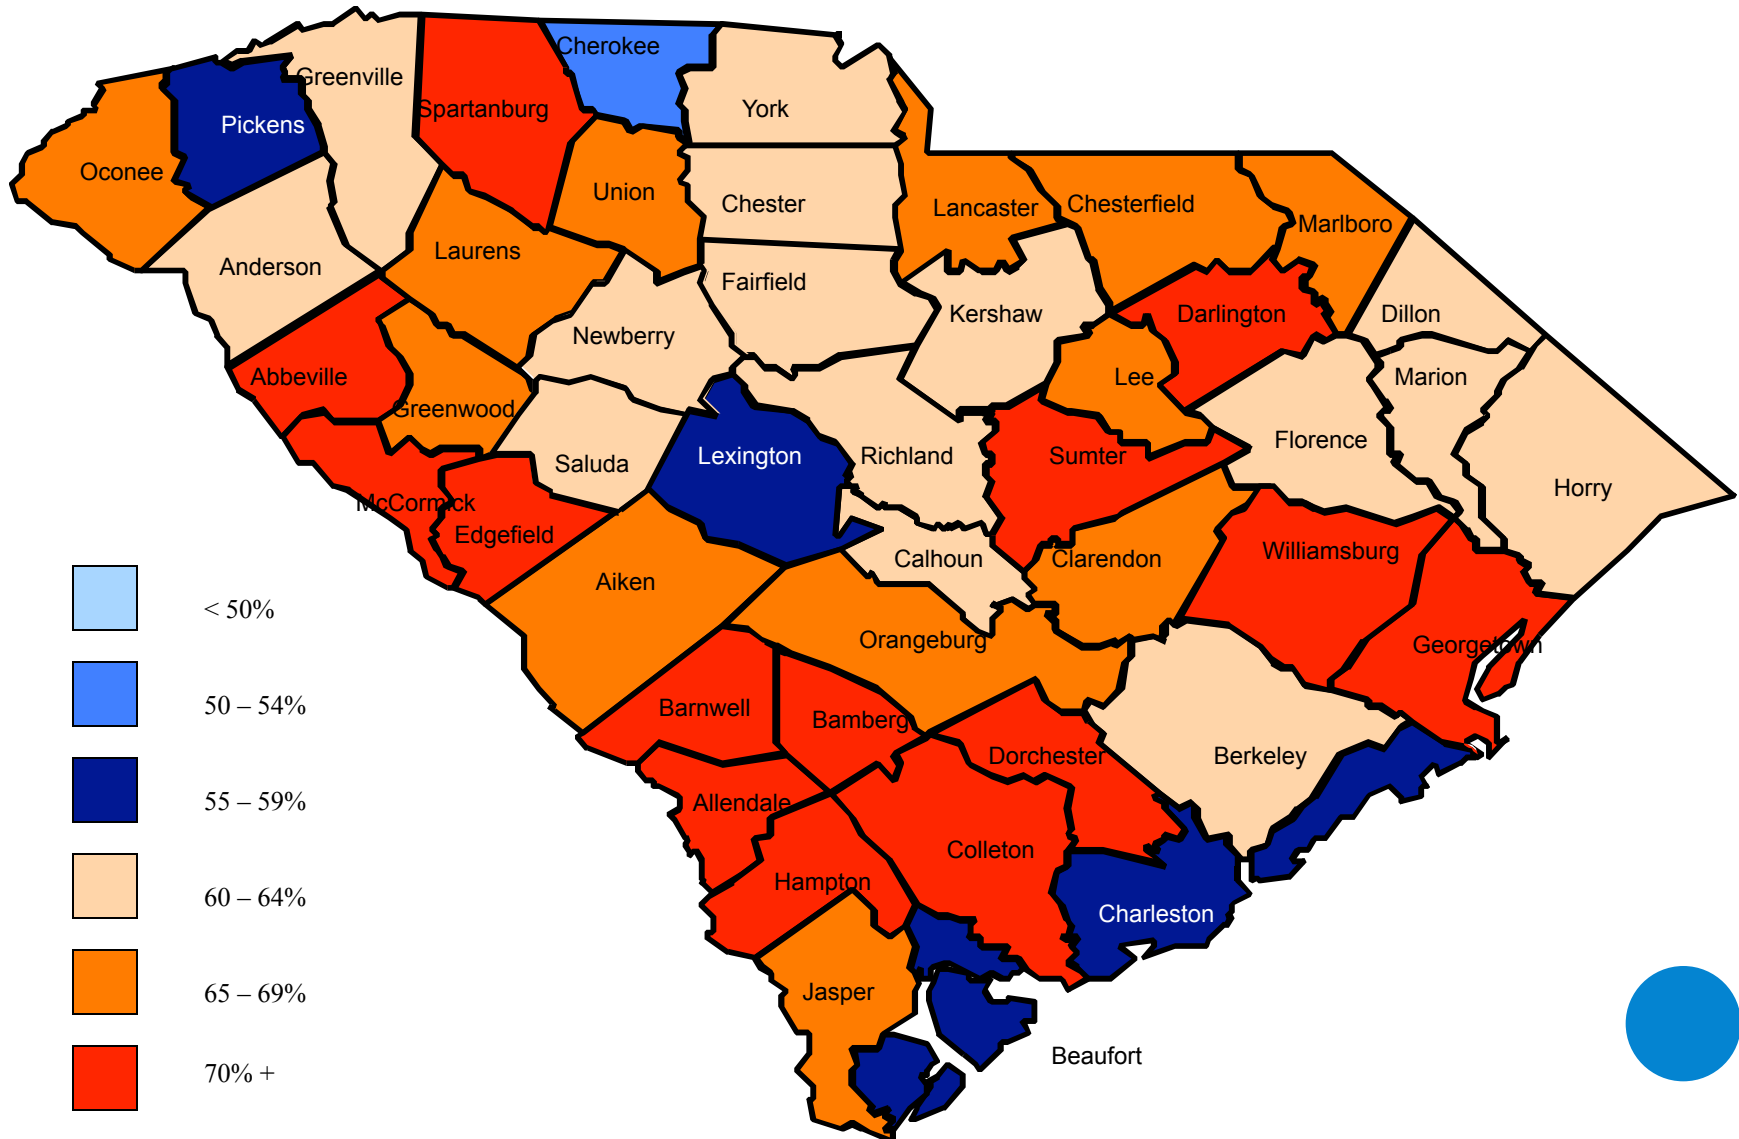 Cherokee
Greenville
Spartanburg
York
Pickens
Oconee
Union
Chester
Lancaster
Chesterfield
Marlboro
Laurens
Anderson
Fairfield
Kershaw
Darlington
Dillon
Newberry
Abbeville
Lee
Marion
Greenwood
Florence
Saluda
Lexington
Richland
Sumter
Horry
McCormick
Edgefield
Calhoun
Clarendon
Williamsburg
Aiken
Orangeburg
Georgetown
Barnwell
Bamberg
Dorchester
Berkeley
Allendale
Colleton
Hampton
Charleston
Jasper
Beaufort
< 50%
50 – 54%
55 – 59%
60 – 64%
65 – 69%
70% +